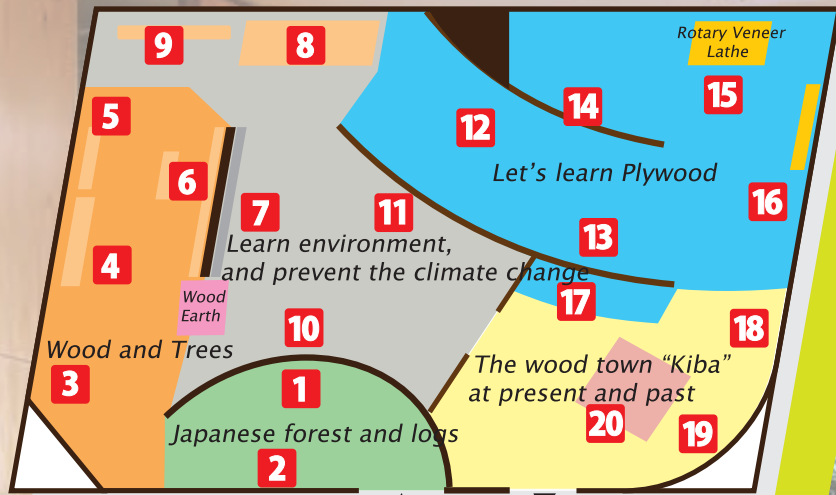 Rotary Veneer
Lathe
9
8
5
15
14
12
Let's learn Plywood
6
16
7
11
13
Learn environment,
and prevent the climate change
4
Wood
Earth
17
10
18
Wood and Trees
The wood town “Kiba”
at present and past
3
1
20
19
Japanese forest and logs
2